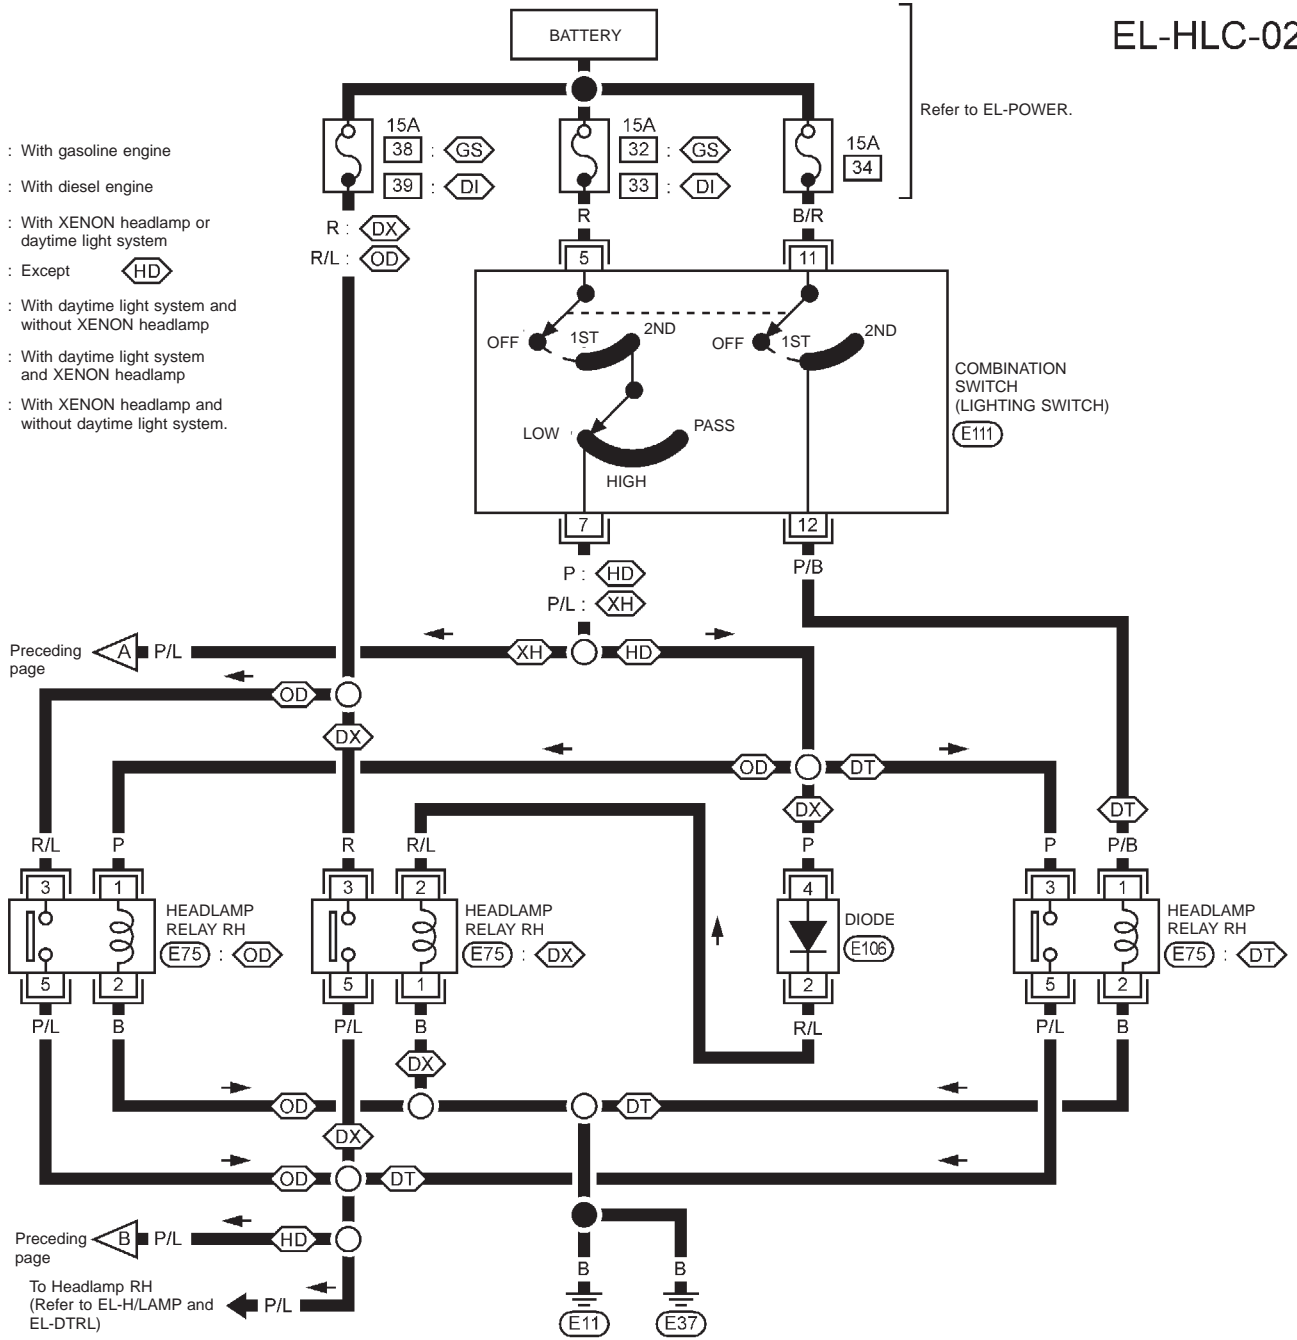 EL-HLC-02
BATTERY
Refer to EL-POWER.
: With gasoline engine
: With diesel engine
: With XENON headlamp or
daytime light system
: Except HD
: With daytime light system and
without XENON headlamp
: With daytime light system
and XENON headlamp
: With XENON headlamp and
without daytime light system.
15A
38 : GS
39 : DI
15A
32 : GS
33 : DI
15A
34
R : DX
R/L : OD
R
B/R
5
11
OFF
1ST
2ND
OFF
1ST
2ND
LOW
PASS
HIGH
COMBINATION
SWITCH
(LIGHTING SWITCH)
E111
7
12
P : HD
P/L : XH
P/B
Preceding
page
A
P/L
XH
HD
OD
DX
OD
DT
DX
DT
R/L
P
R
R/L
P
P
P/B
3
1
3
2
4
3
1
HEADLAMP
RELAY RH
E75 : OD
HEADLAMP
RELAY RH
E75 : DX
DIODE
E106
HEADLAMP
RELAY RH
E75 : DT
5
2
5
1
2
5
2
P/L
B
P/L
B
R/L
P/L
B
DX
OD
DT
DX
OD
DT
Preceding
page
B
P/L
HD
To Headlamp RH
(Refer to EL-H/LAMP and
EL-DTRL)
P/L
B
B
E11
E37